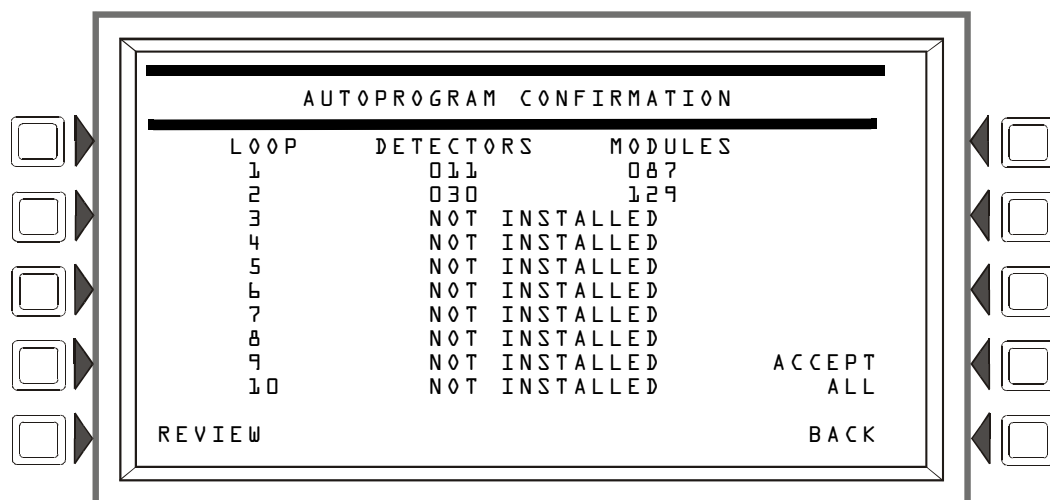 AUTOPROGRAM CONFIRMATION
LOOP DETECTORS MODULES
1 011 087
2 030 129
3 NOT INSTALLED
4 NOT INSTALLED
5 NOT INSTALLED
6 NOT INSTALLED
7 NOT INSTALLED
8 NOT INSTALLED
9 NOT INSTALLED ACCEPT
10 NOT INSTALLED ALL
REVIEW BACK